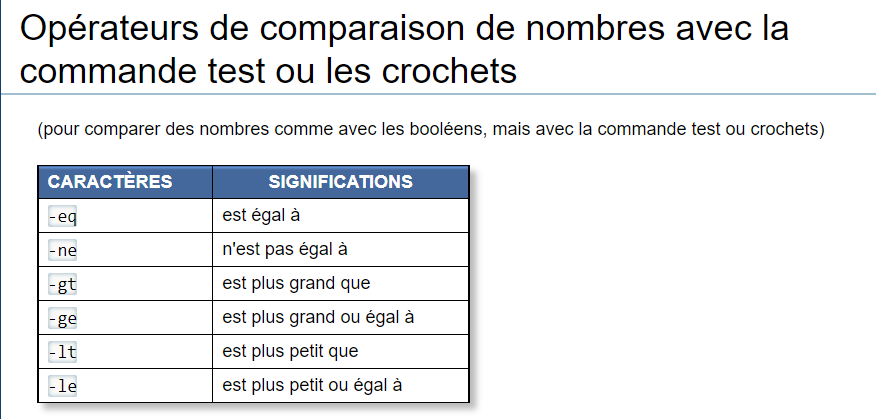 Opérateurs de comparaison de nombres avec la
commande test ou les crochets
(pour comparer des nombres comme avec les booléens, mais avec la commande test ou crochets)
CARACTÈRES SIGNIFICATIONS
-eq est égal à
-ne n'est pas égal à
-gt est plus grand que
-ge est plus grand ou égal à
-lt est plus petit que
-le est plus petit ou égal à